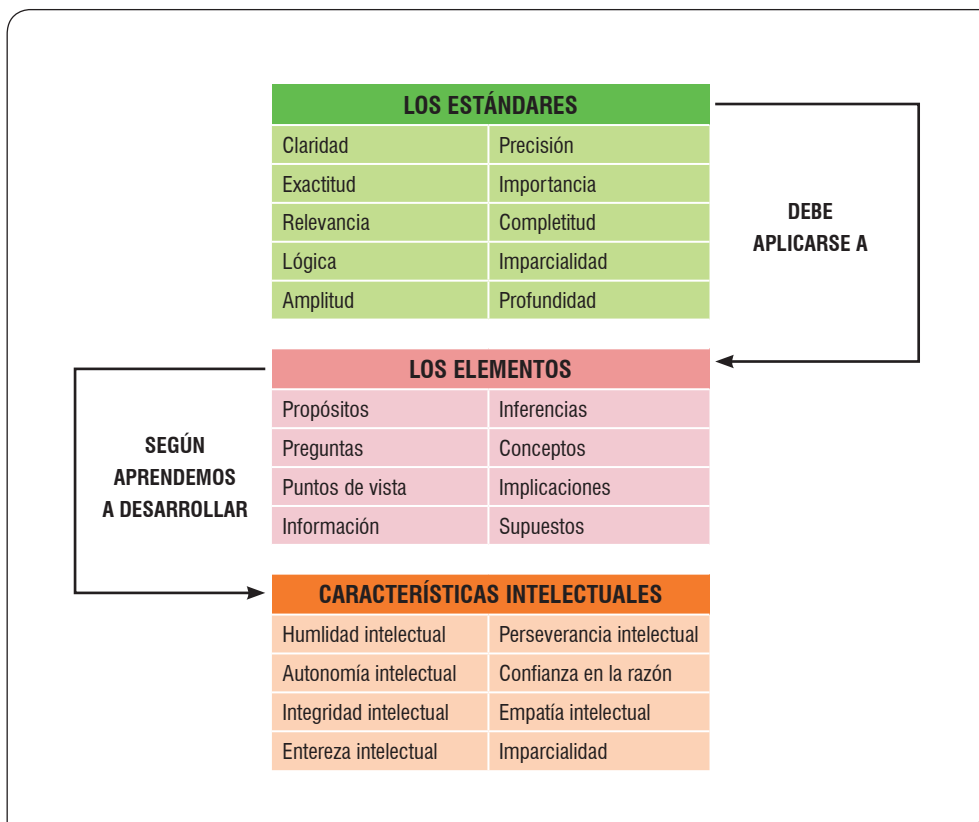 LOS ESTÁNDARES
Claridad Precisión
Exactitud Importancia
Relevancia Completitud
Lógica Imparcialidad
Amplitud Profundidad
DEBE
APLICARSE A
LOS ELEMENTOS
Propósitos Inferencias
Preguntas Conceptos
Puntos de vista Implicaciones
Información Supuestos
SEGÚN
APRENDEMOS
A DESARROLLAR
CARACTERÍSTICAS INTELECTUALES
Humlidad intelectual Perseverancia intelectual
Autonomía intelectual Confianza en la razón
Integridad intelectual Empatía intelectual
Entereza intelectual Imparcialidad